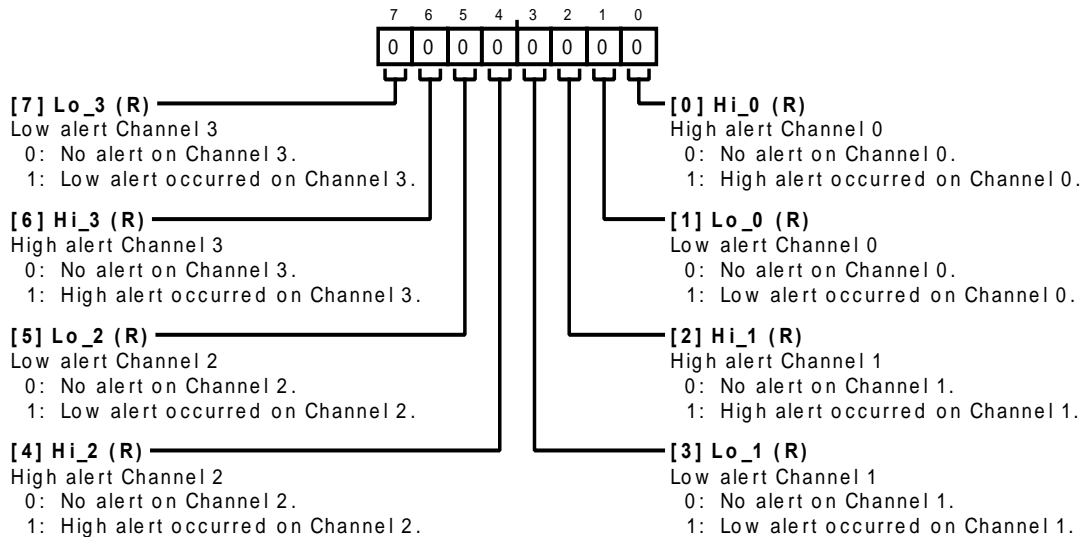 7 6 5 4 3 2 1 0
0 0 0 0 0 0 0 0
[7] Lo_3 (R)
Low alert Channel 3
0: No alert on Channel 3.
1: Low alert occurred on Channel 3.
[6] Hi_3 (R)
High alert Channel 3
0: No alert on Channel 3.
1: High alert occurred on Channel 3.
[5] Lo_2 (R)
Low alert Channel 2
0: No alert on Channel 2.
1: Low alert occurred on Channel 2.
[4] Hi_2 (R)
High alert Channel 2
0: No alert on Channel 2.
1: High alert occurred on Channel 2.
[0] Hi_0 (R)
High alert Channel 0
0: No alert on Channel 0.
1: High alert occurred on Channel 0.
[1] Lo_0 (R)
Low alert Channel 0
0: No alert on Channel 0.
1: Low alert occurred on Channel 0.
[2] Hi_1 (R)
High alert Channel 1
0: No alert on Channel 1.
1: High alert occurred on Channel 1.
[3] Lo_1 (R)
Low alert Channel 1
0: No alert on Channel 1.
1: Low alert occurred on Channel 1.